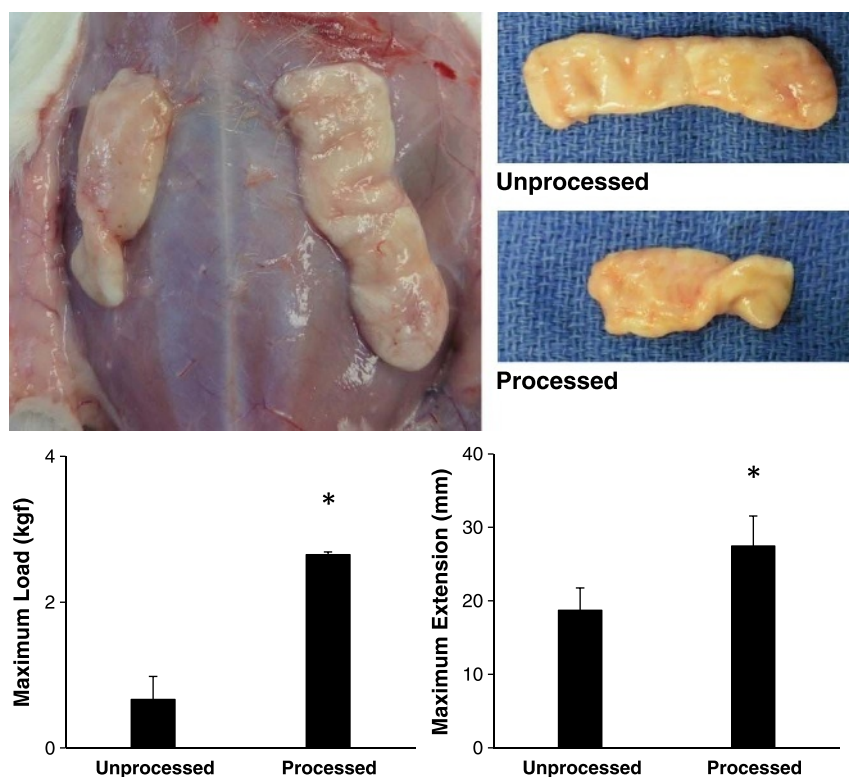 Unprocessed
Processed
Maximum Load (kgf)
4
2
0
*
Unprocessed Processed
Maximum Extension (mm)
40
30
20
10
0
*
Unprocessed Processed